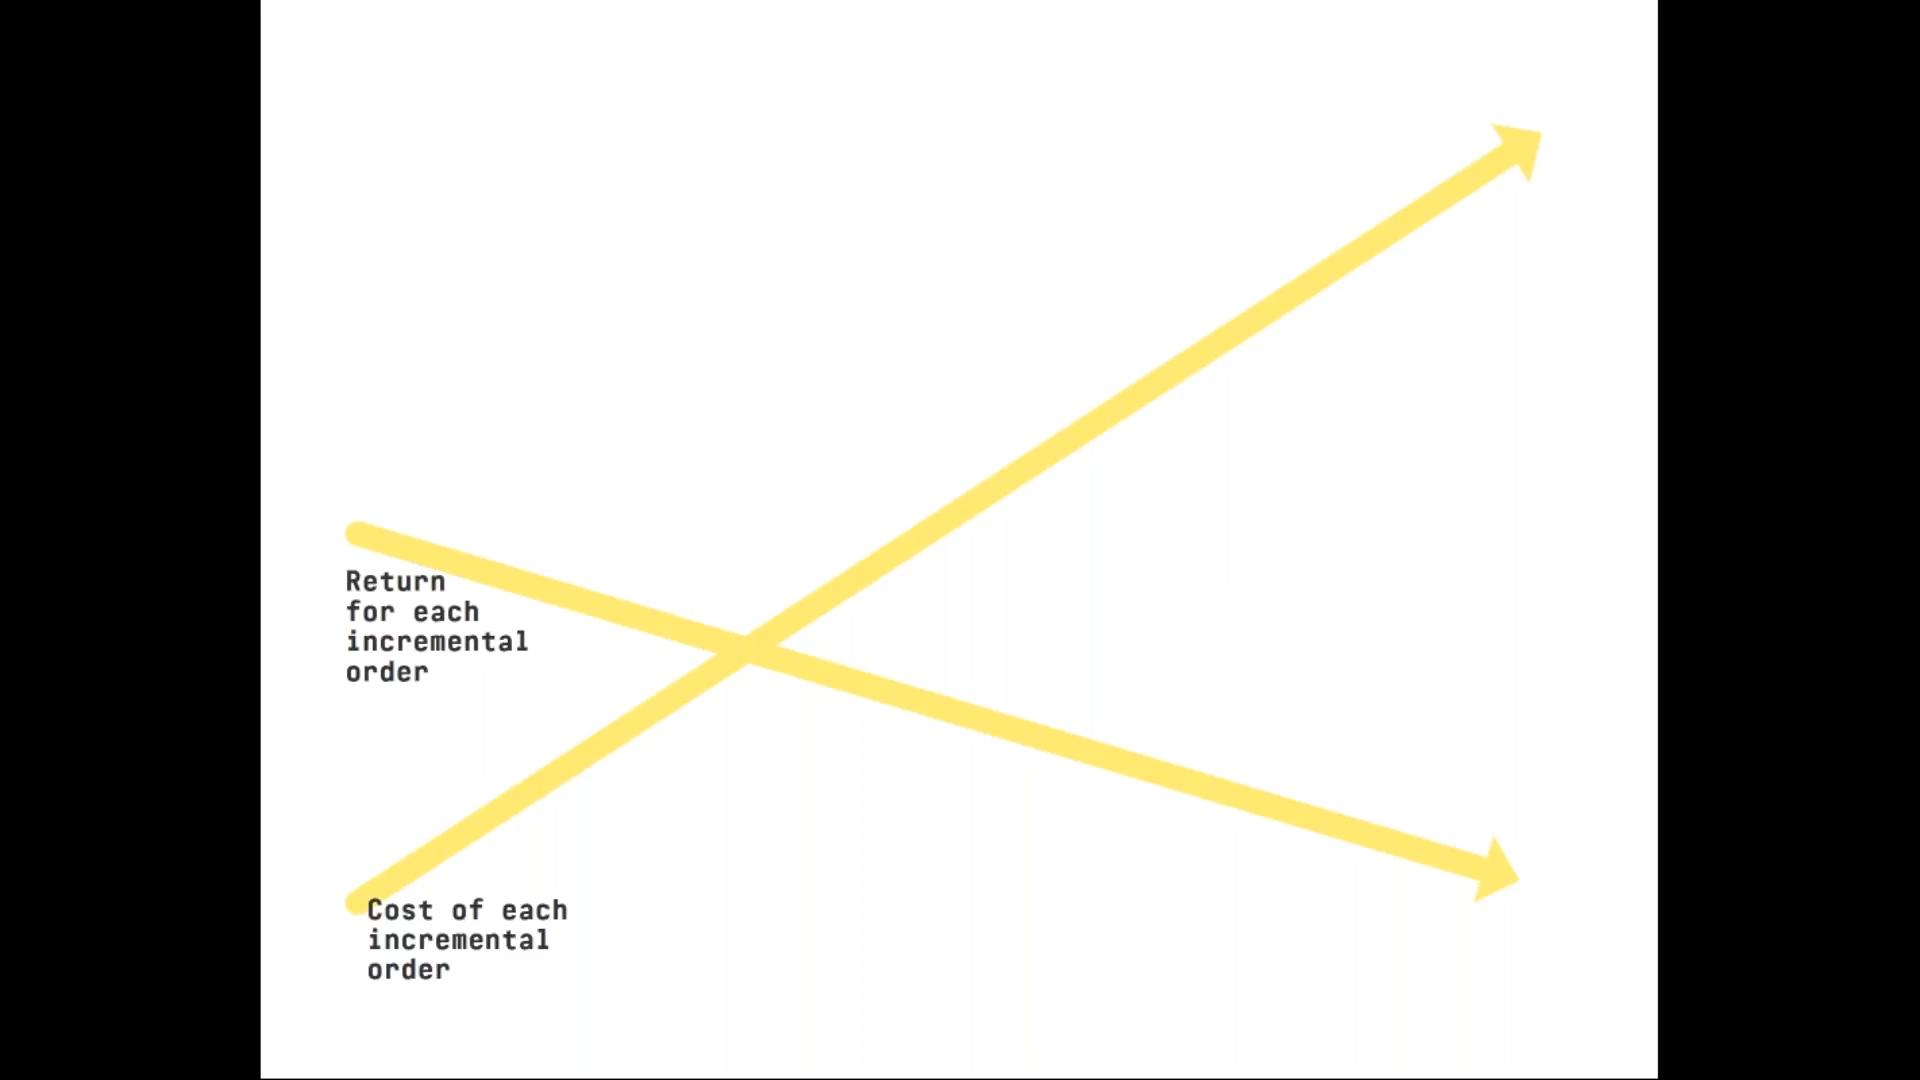 Return
for each
incremental
order
Cost of each
incremental
order